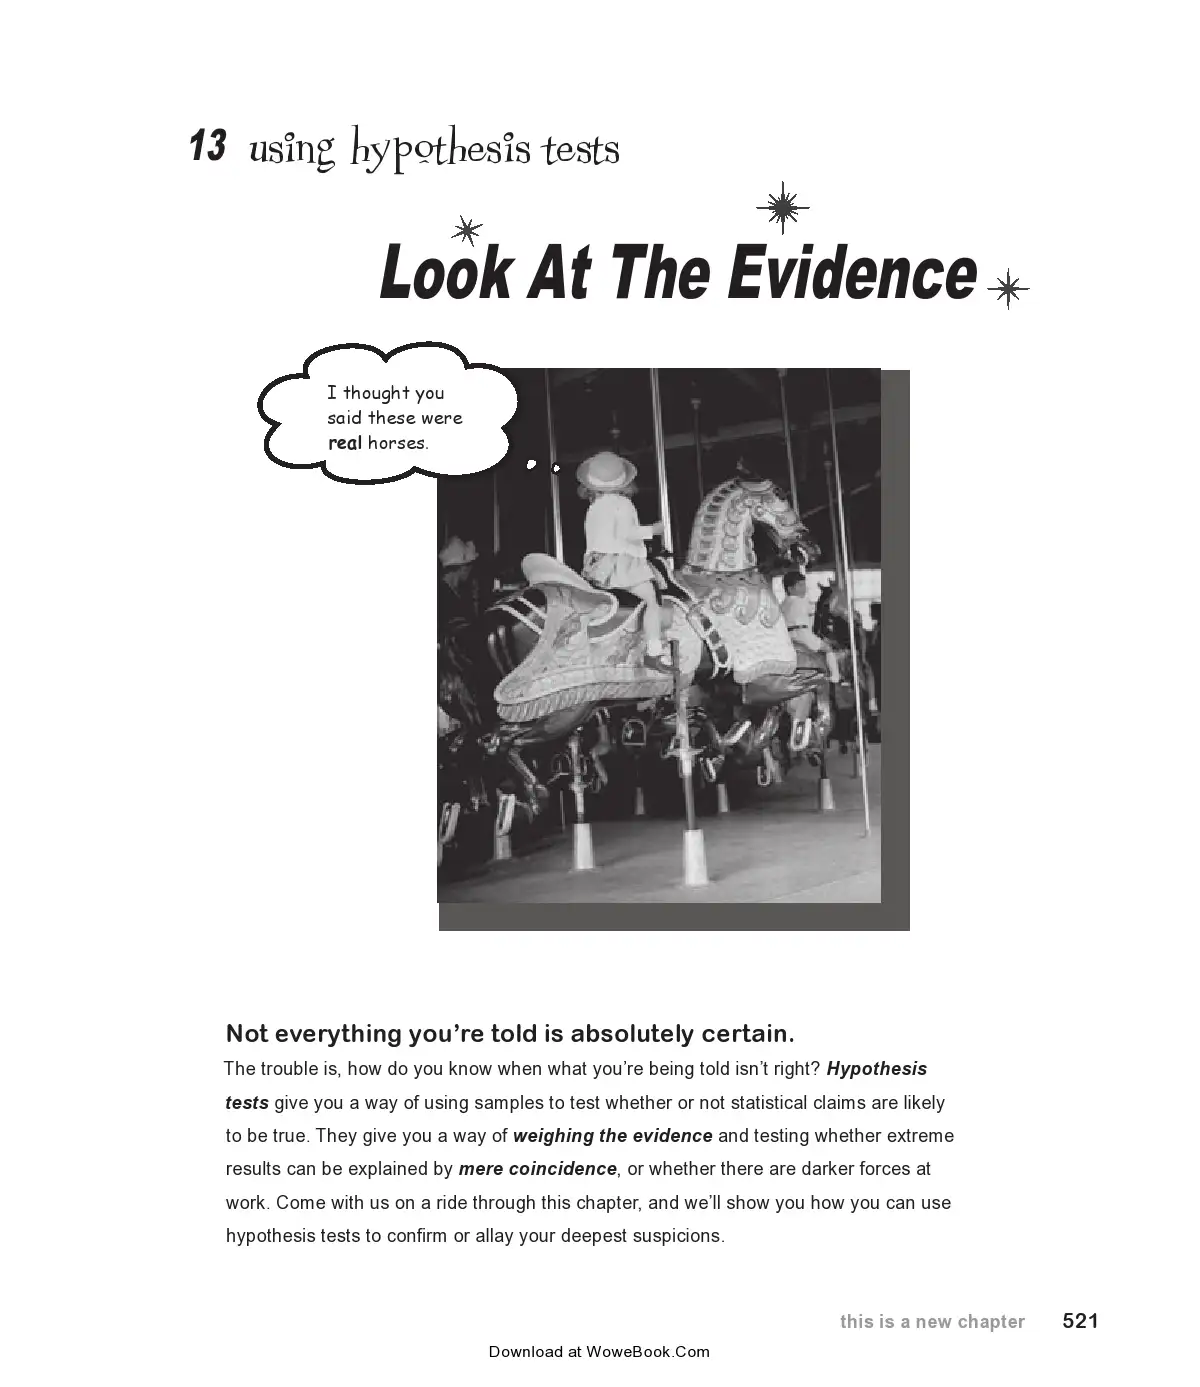 13 using hypothesis tests
Look At The Evidence
I thought you
said these were
real horses.
Not everything you’re told is absolutely certain.
The trouble is, how do you know when what you’re being told isn’t right? Hypothesis
tests give you a way of using samples to test whether or not statistical claims are likely
to be true. They give you a way of weighing the evidence and testing whether extreme
results can be explained by mere coincidence, or whether there are darker forces at
work. Come with us on a ride through this chapter, and we’ll show you how you can use
hypothesis tests to confirm or allay your deepest suspicions.
this is a new chapter 521
Download at WoweBook.Com